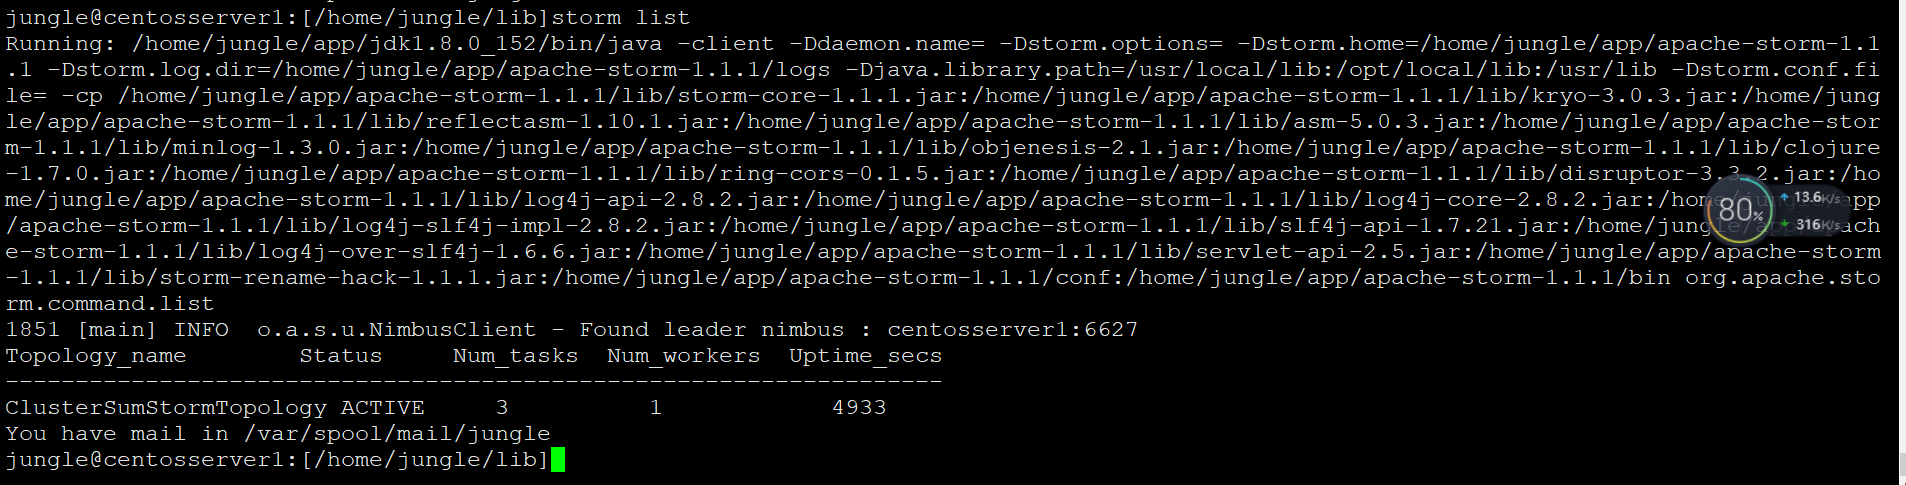 jungle@centosserver1:[/home/jungle/lib]storm list
Running: /home/jungle/app/jdk1.8.0_152/bin/java -client -Ddaemon.name= -Dstorm.options= -Dstorm.home=/home/jungle/app/apache-storm-1.1
.1 -Dstorm.log.dir=/home/jungle/app/apache-storm-1.1.1/logs -Djava.library.path=/usr/local/lib:/opt/local/lib:/usr/lib -Dstorm.conf.fi
le= -cp /home/jungle/app/apache-storm-1.1.1/lib/storm-core-1.1.1.jar:/home/jungle/app/apache-storm-1.1.1/lib/kryo-3.0.3.jar:/home/jung
le/app/apache-storm-1.1.1/lib/reflectasm-1.10.1.jar:/home/jungle/app/apache-storm-1.1.1/lib/asm-5.0.3.jar:/home/jungle/app/apache-stor
m-1.1.1/lib/minlog-1.3.0.jar:/home/jungle/app/apache-storm-1.1.1/lib/objenesis-2.1.jar:/home/jungle/app/apache-storm-1.1.1/lib/clojure
-1.7.0.jar:/home/jungle/app/apache-storm-1.1.1/lib/ring-cors-0.1.5.jar:/home/jungle/app/apache-storm-1.1.1/lib/disruptor-3.3.2.jar:/ho
me/jungle/app/apache-storm-1.1.1/lib/log4j-api-2.8.2.jar:/home/jungle/app/apache-storm-1.1.1/lib/log4j-core-2.8.2.jar:/home/jungle/app
/apache-storm-1.1.1/lib/log4j-slf4j-impl-2.8.2.jar:/home/jungle/app/apache-storm-1.1.1/lib/slf4j-api-1.7.21.jar:/home/jungle/app/apach
e-storm-1.1.1/lib/log4j-over-slf4j-1.6.6.jar:/home/jungle/app/apache-storm-1.1.1/lib/servlet-api-2.5.jar:/home/jungle/app/apache-storm
-1.1.1/lib/storm-rename-hack-1.1.1.jar:/home/jungle/app/apache-storm-1.1.1/conf:/home/jungle/app/apache-storm-1.1.1/bin org.apache.sto
rm.command.list
1851 [main] INFO  o.a.s.u.NimbusClient - Found leader nimbus : centosserver1:6627
Topology_name        Status     Num_tasks  Num_workers  Uptime_secs
-------------------------------------------------------------------
ClusterSumStormTopology ACTIVE     3          1            4933
You have mail in /var/spool/mail/jungle
jungle@centosserver1:[/home/jungle/lib]
80%
13.6K/s
316K/s